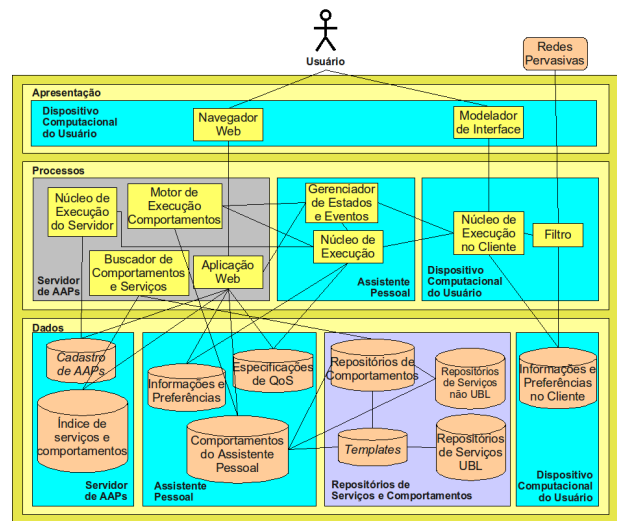 Usuário
Redes
Pervasivas
Apresentação
Dispositivo
Computacional
do Usuário
Navegador
Web
Modelador
de Interface
Processos
Núcleo de
Execução
do Servidor
Motor de
Execução
Comportamentos
Buscador de
Comportamentos
e Serviços
Aplicação
Web
Servidor
de AAPs
Gerenciador
de Estados
e Eventos
Núcleo de
Execução
Assistente
Pessoal
Núcleo de
Execução
no Cliente
Filtro
Dispositivo
Computacional
do Usuário
Dados
Cadastro
de AAPs
Índice de
serviços e
comportamentos
Servidor
de AAPs
Informações e
Preferências
Especificações
de QoS
Comportamentos
do Assistente
Pessoal
Assistente
Pessoal
Repositórios de
Comportamentos
Repositórios
de Serviços
não UBL
Templates
Repositórios
de Serviços
UBL
Repositórios de
Serviços e Comportamentos
Informações e
Preferências
no Cliente
Dispositivo
Computacional
do Usuário